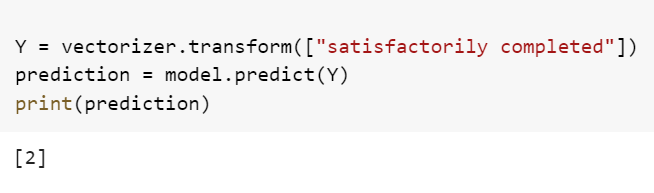 Y = vectorizer.transform(["satisfactorily completed"])
prediction = model.predict(Y)
print(prediction)
[2]